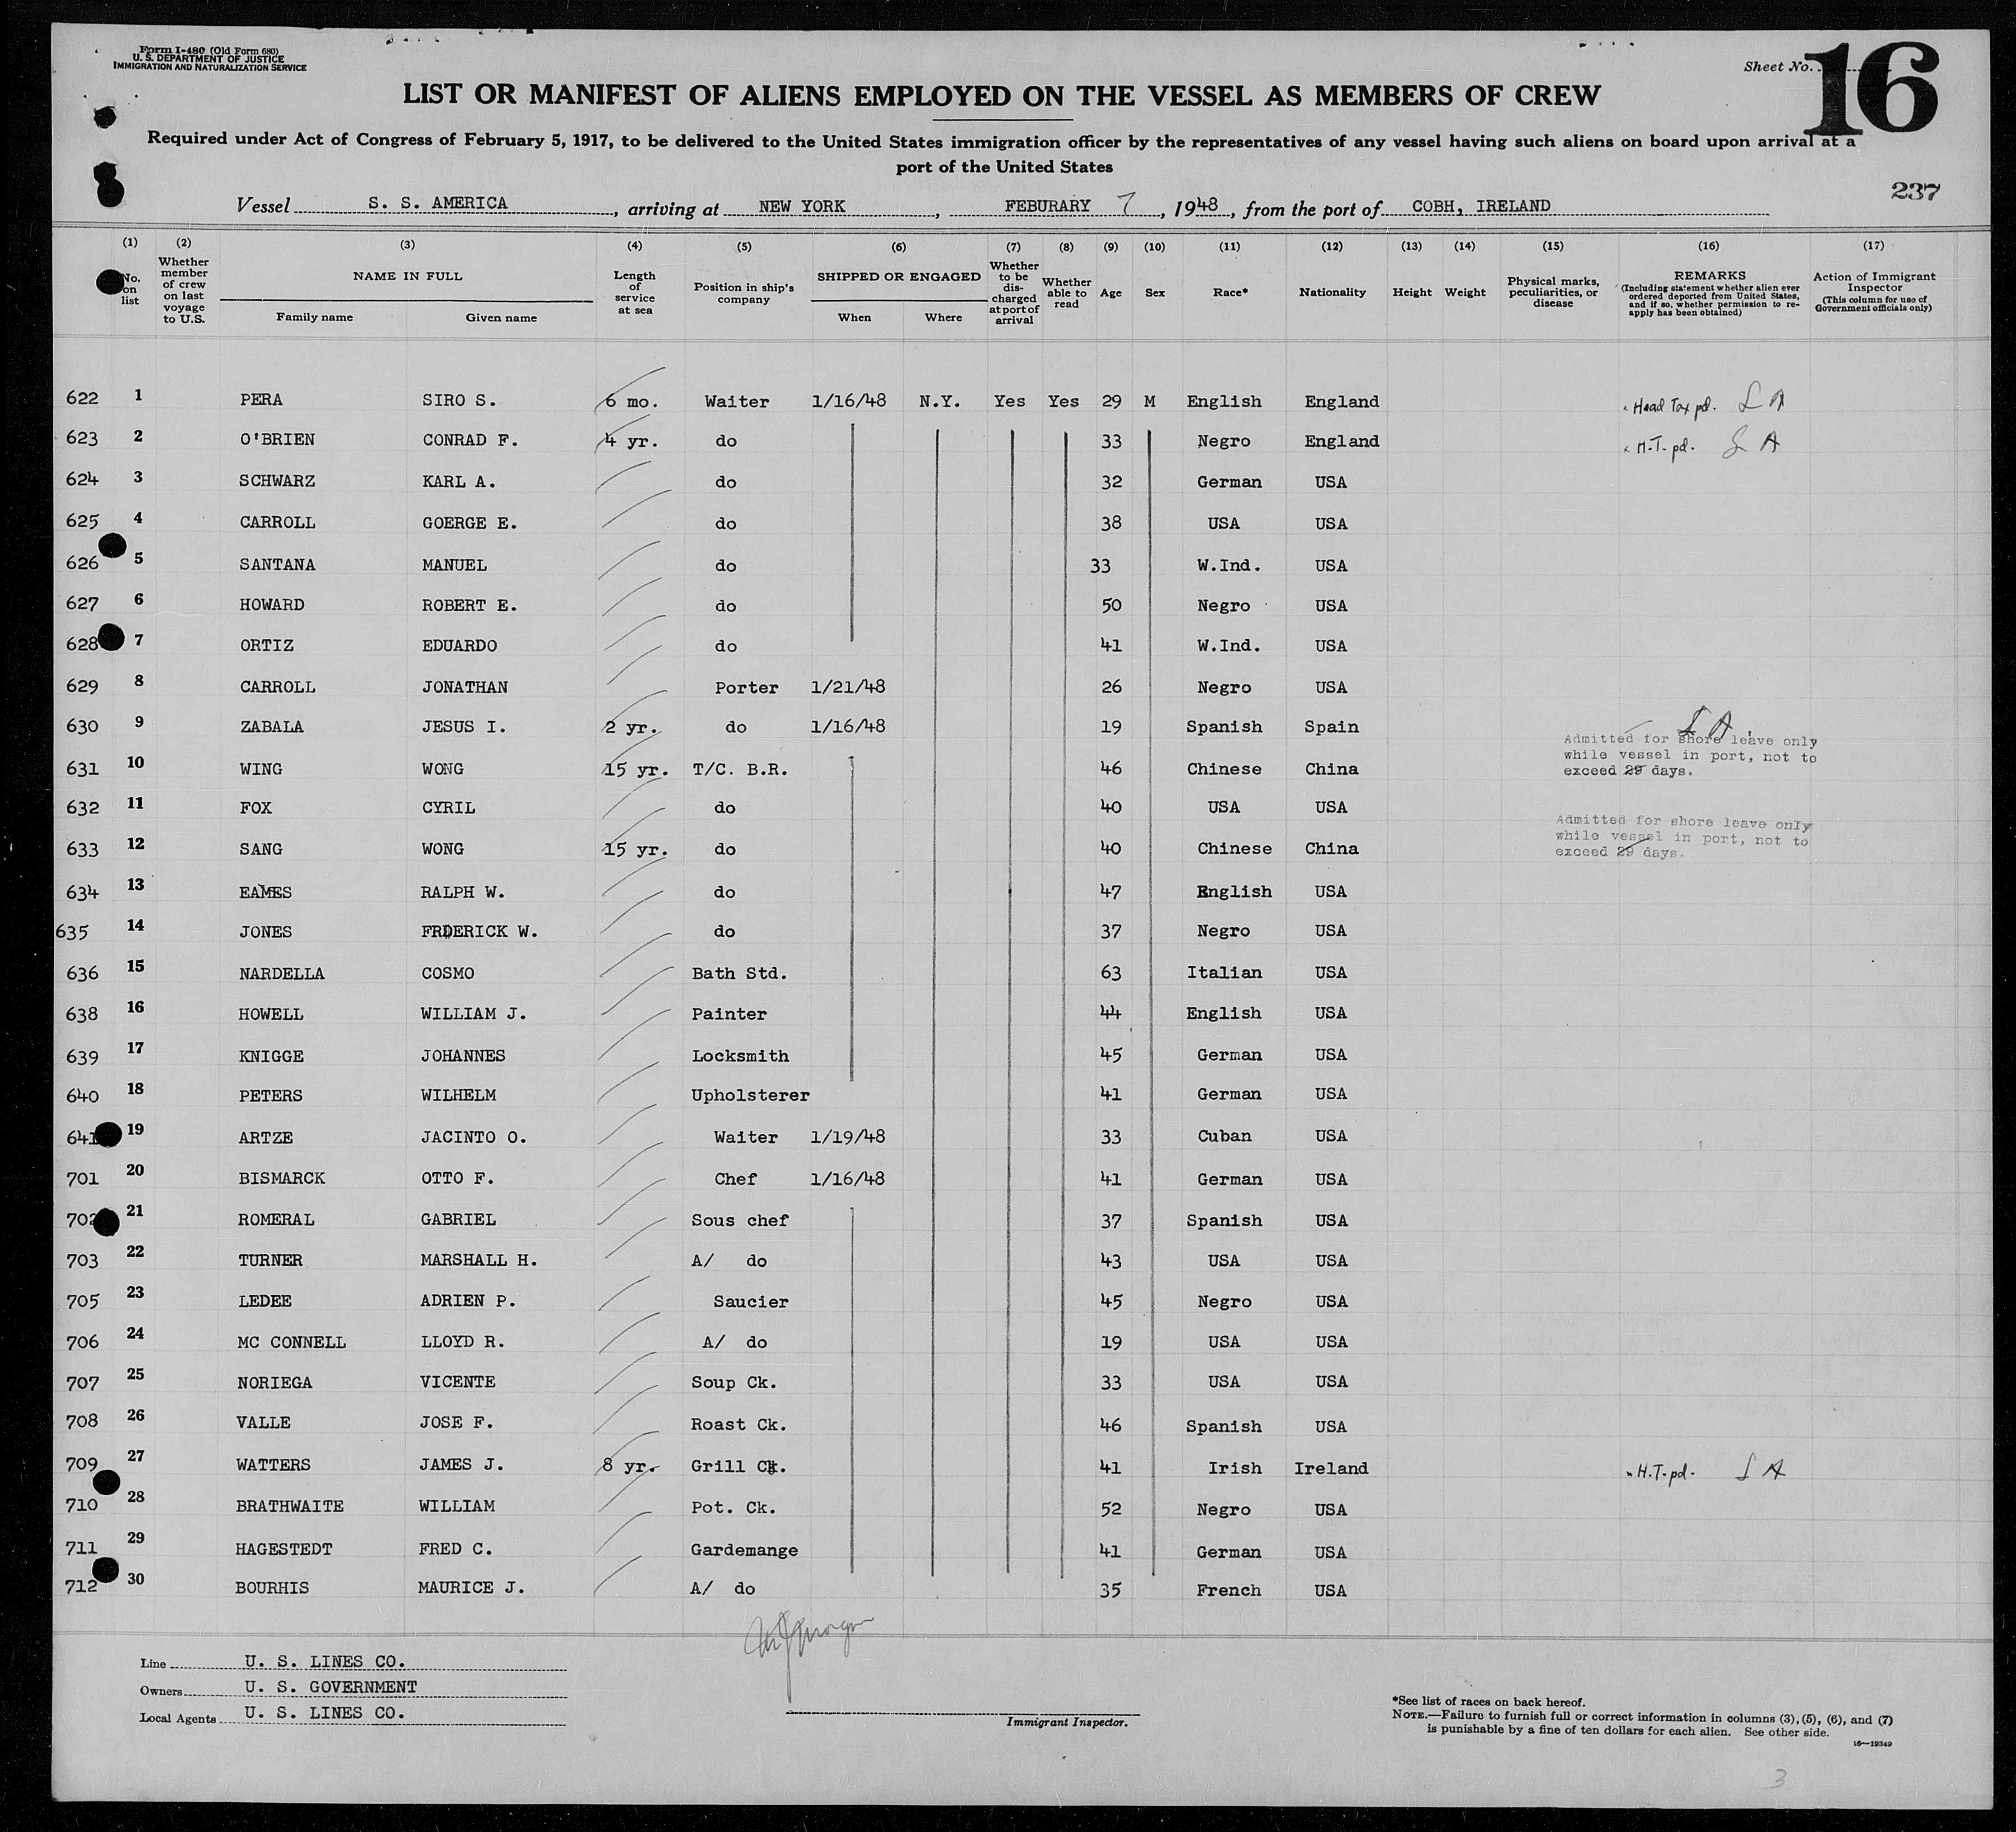 Form I-480 (Old Form 680)
U. S. DEPARTMENT OF JUSTICE
IMMIGRATION AND NATURALIZATION SERVICE
Sheet No. 16
LIST OR MANIFEST OF ALIENS EMPLOYED ON THE VESSEL AS MEMBERS OF CREW
Required under Act of Congress of February 5, 1917, to be delivered to the United States immigration officer by the representatives of any vessel having such aliens on board upon arrival at a
port of the United States
237
Vessel S. S. AMERICA, arriving at NEW YORK, FEBURARY 7, 1948, from the port of COBH, IRELAND
(1) (2) (3) (4) (5) (6) (7) (8) (9) (10) (11) (12) (13) (14) (15) (16) (17)
No. on list
Whether member of crew on last voyage to U.S.
NAME IN FULL
Family name Given name
Length of service at sea
Position in ship's company
SHIPPED OR ENGAGED
When Where
Whether to be discharged at port of arrival
Whether able to read
Age
Sex
Race*
Nationality
Height
Weight
Physical marks, peculiarities, or disease
REMARKS
(Including statement whether alien ever ordered deported from United States, and if so, whether permission to re-apply has been obtained)
Action of Immigrant Inspector
(This column for use of Government officials only)
622 1 PERA SIRO S. 6 mo. Waiter 1/16/48 N.Y. Yes Yes 29 M English England Head Tax pd. L A
623 2 O'BRIEN CONRAD F. 4 yr. do 33 Negro England H.T. pd. L A
624 3 SCHWARZ KARL A. do 32 German USA
625 4 CARROLL GOERGE E. do 38 USA USA
626 5 SANTANA MANUEL do 33 W.Ind. USA
627 6 HOWARD ROBERT E. do 50 Negro USA
628 7 ORTIZ EDUARDO do 41 W.Ind. USA
629 8 CARROLL JONATHAN Porter 1/21/48 26 Negro USA
630 9 ZABALA JESUS I. 2 yr. do 1/16/48 19 Spanish Spain L A
Admitted for shore leave only
while vessel in port, not to
exceed 29 days.
631 10 WING WONG 15 yr. T/C. B.R. 46 Chinese China
632 11 FOX CYRIL do 40 USA USA
Admitted for shore leave only
while vessel in port, not to
exceed 29 days.
633 12 SANG WONG 15 yr. do 40 Chinese China
634 13 EAMES RALPH W. do 47 English USA
635 14 JONES FRDERICK W. do 37 Negro USA
636 15 NARDELLA COSMO Bath Std. 63 Italian USA
638 16 HOWELL WILLIAM J. Painter 44 English USA
639 17 KNIGGE JOHANNES Locksmith 45 German USA
640 18 PETERS WILHELM Upholsterer 41 German USA
641 19 ARTZE JACINTO O. Waiter 1/19/48 33 Cuban USA
701 20 BISMARCK OTTO F. Chef 1/16/48 41 German USA
702 21 ROMERAL GABRIEL Sous chef 37 Spanish USA
703 22 TURNER MARSHALL H. A/ do 43 USA USA
705 23 LEDEE ADRIEN P. Saucier 45 Negro USA
706 24 MC CONNELL LLOYD R. A/ do 19 USA USA
707 25 NORIEGA VICENTE Soup Ck. 33 USA USA
708 26 VALLE JOSE F. Roast Ck. 46 Spanish USA
709 27 WATTERS JAMES J. 8 yr. Grill Ck. 41 Irish Ireland H.T. pd. L A
710 28 BRATHWAITE WILLIAM Pot. Ck. 52 Negro USA
711 29 HAGESTEDT FRED C. Gardemange 41 German USA
712 30 BOURHIS MAURICE J. A/ do 35 French USA
Line U. S. LINES CO.
Owners U. S. GOVERNMENT
Local Agents U. S. LINES CO.
Immigrant Inspector.
*See list of races on back hereof.
NOTE.—Failure to furnish full or correct information in columns (3), (5), (6), and (7)
is punishable by a fine of ten dollars for each alien. See other side.
16—19349
3